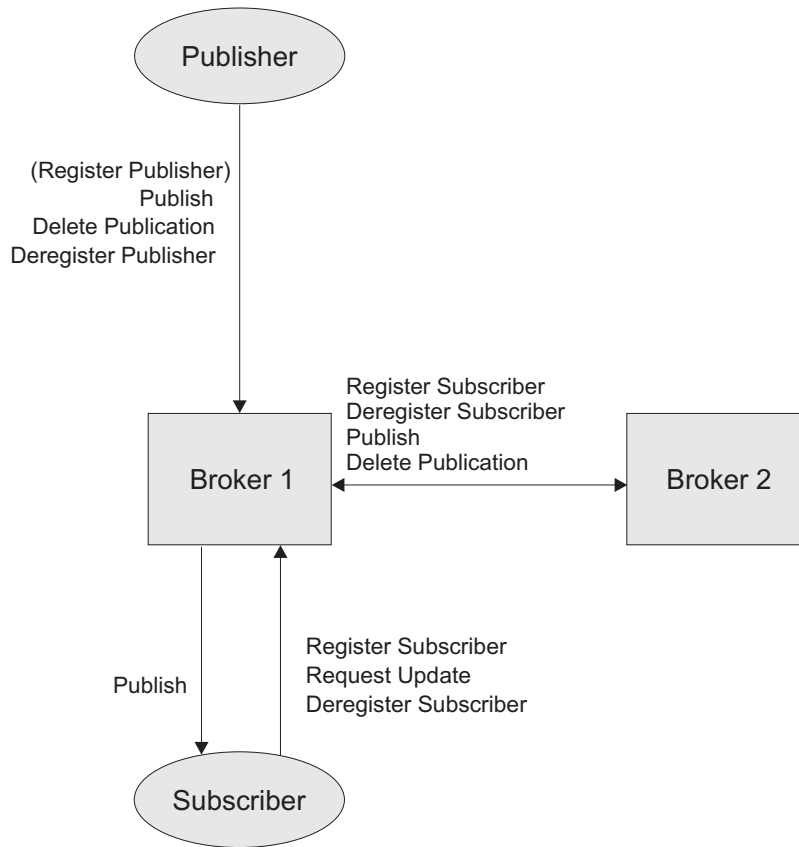 Publisher
(Register Publisher)
Publish
Delete Publication
Deregister Publisher
Register Subscriber
Deregister Subscriber
Publish
Delete Publication
Broker 1
Broker 2
Publish
Register Subscriber
Request Update
Deregister Subscriber
Subscriber